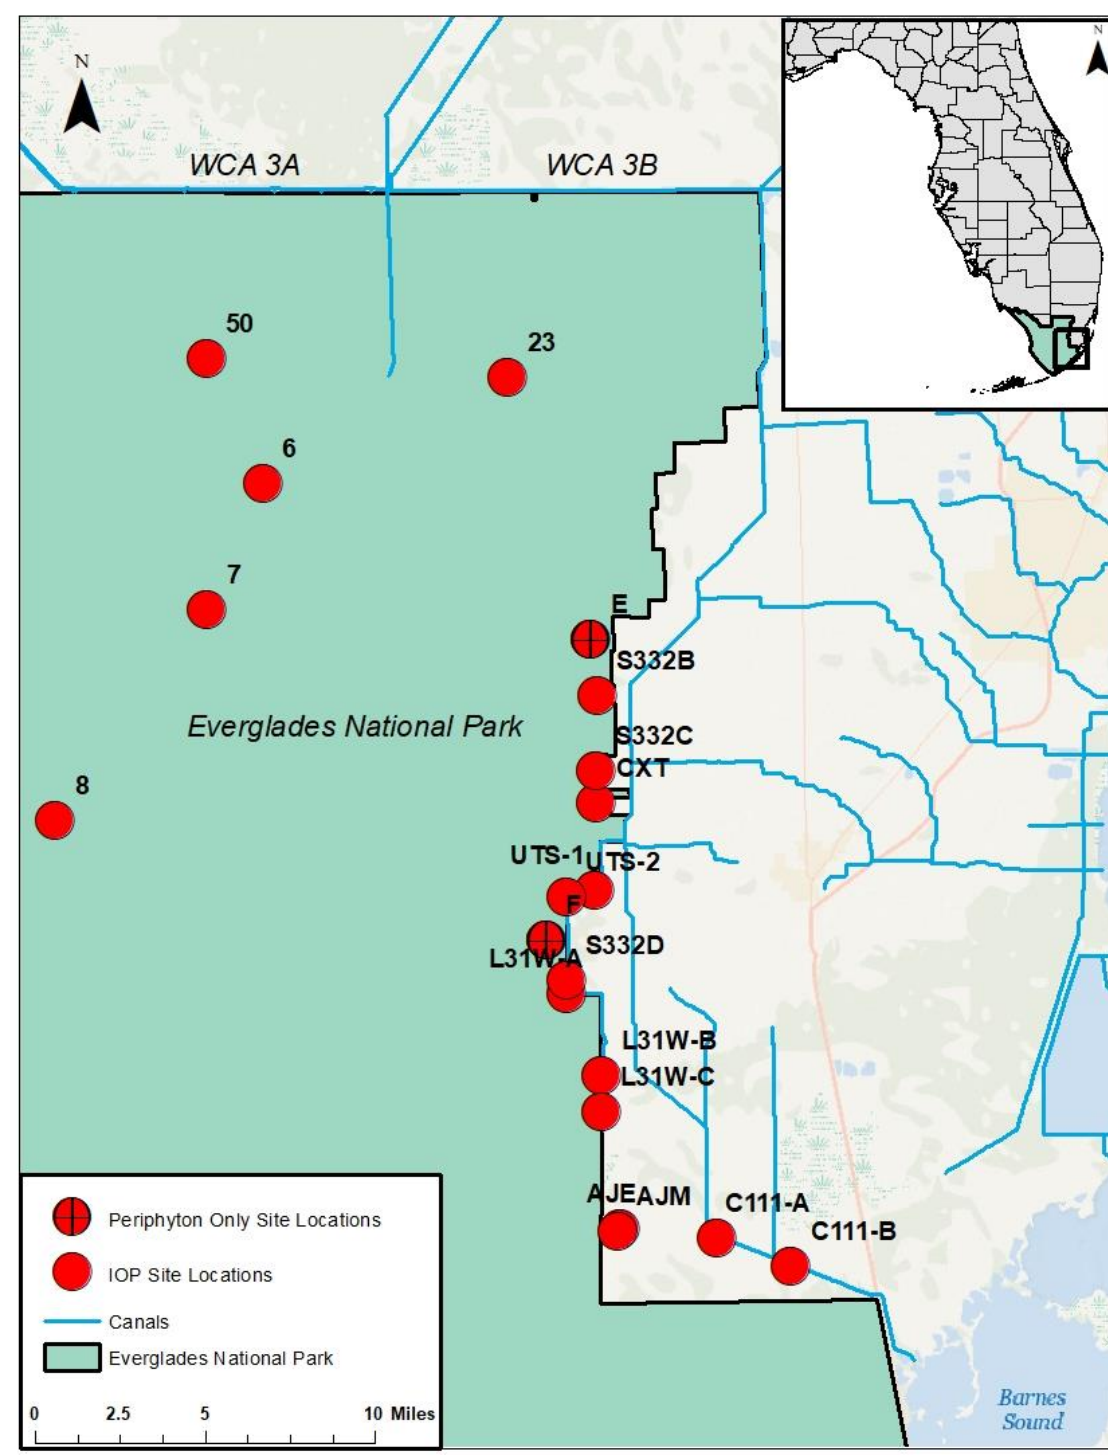 N
N
WCA 3A
WCA 3B
50
23
6
7
E
S332B
Everglades National Park
S332C
CXT
8
UTS-1
UTS-2
F
S332D
L31W-A
L31W-B
L31W-C
AJE
AJM
C111-A
C111-B
Periphyton Only Site Locations
IOP Site Locations
Canals
Everglades National Park
0 2.5 5 10 Miles
Barnes
Sound